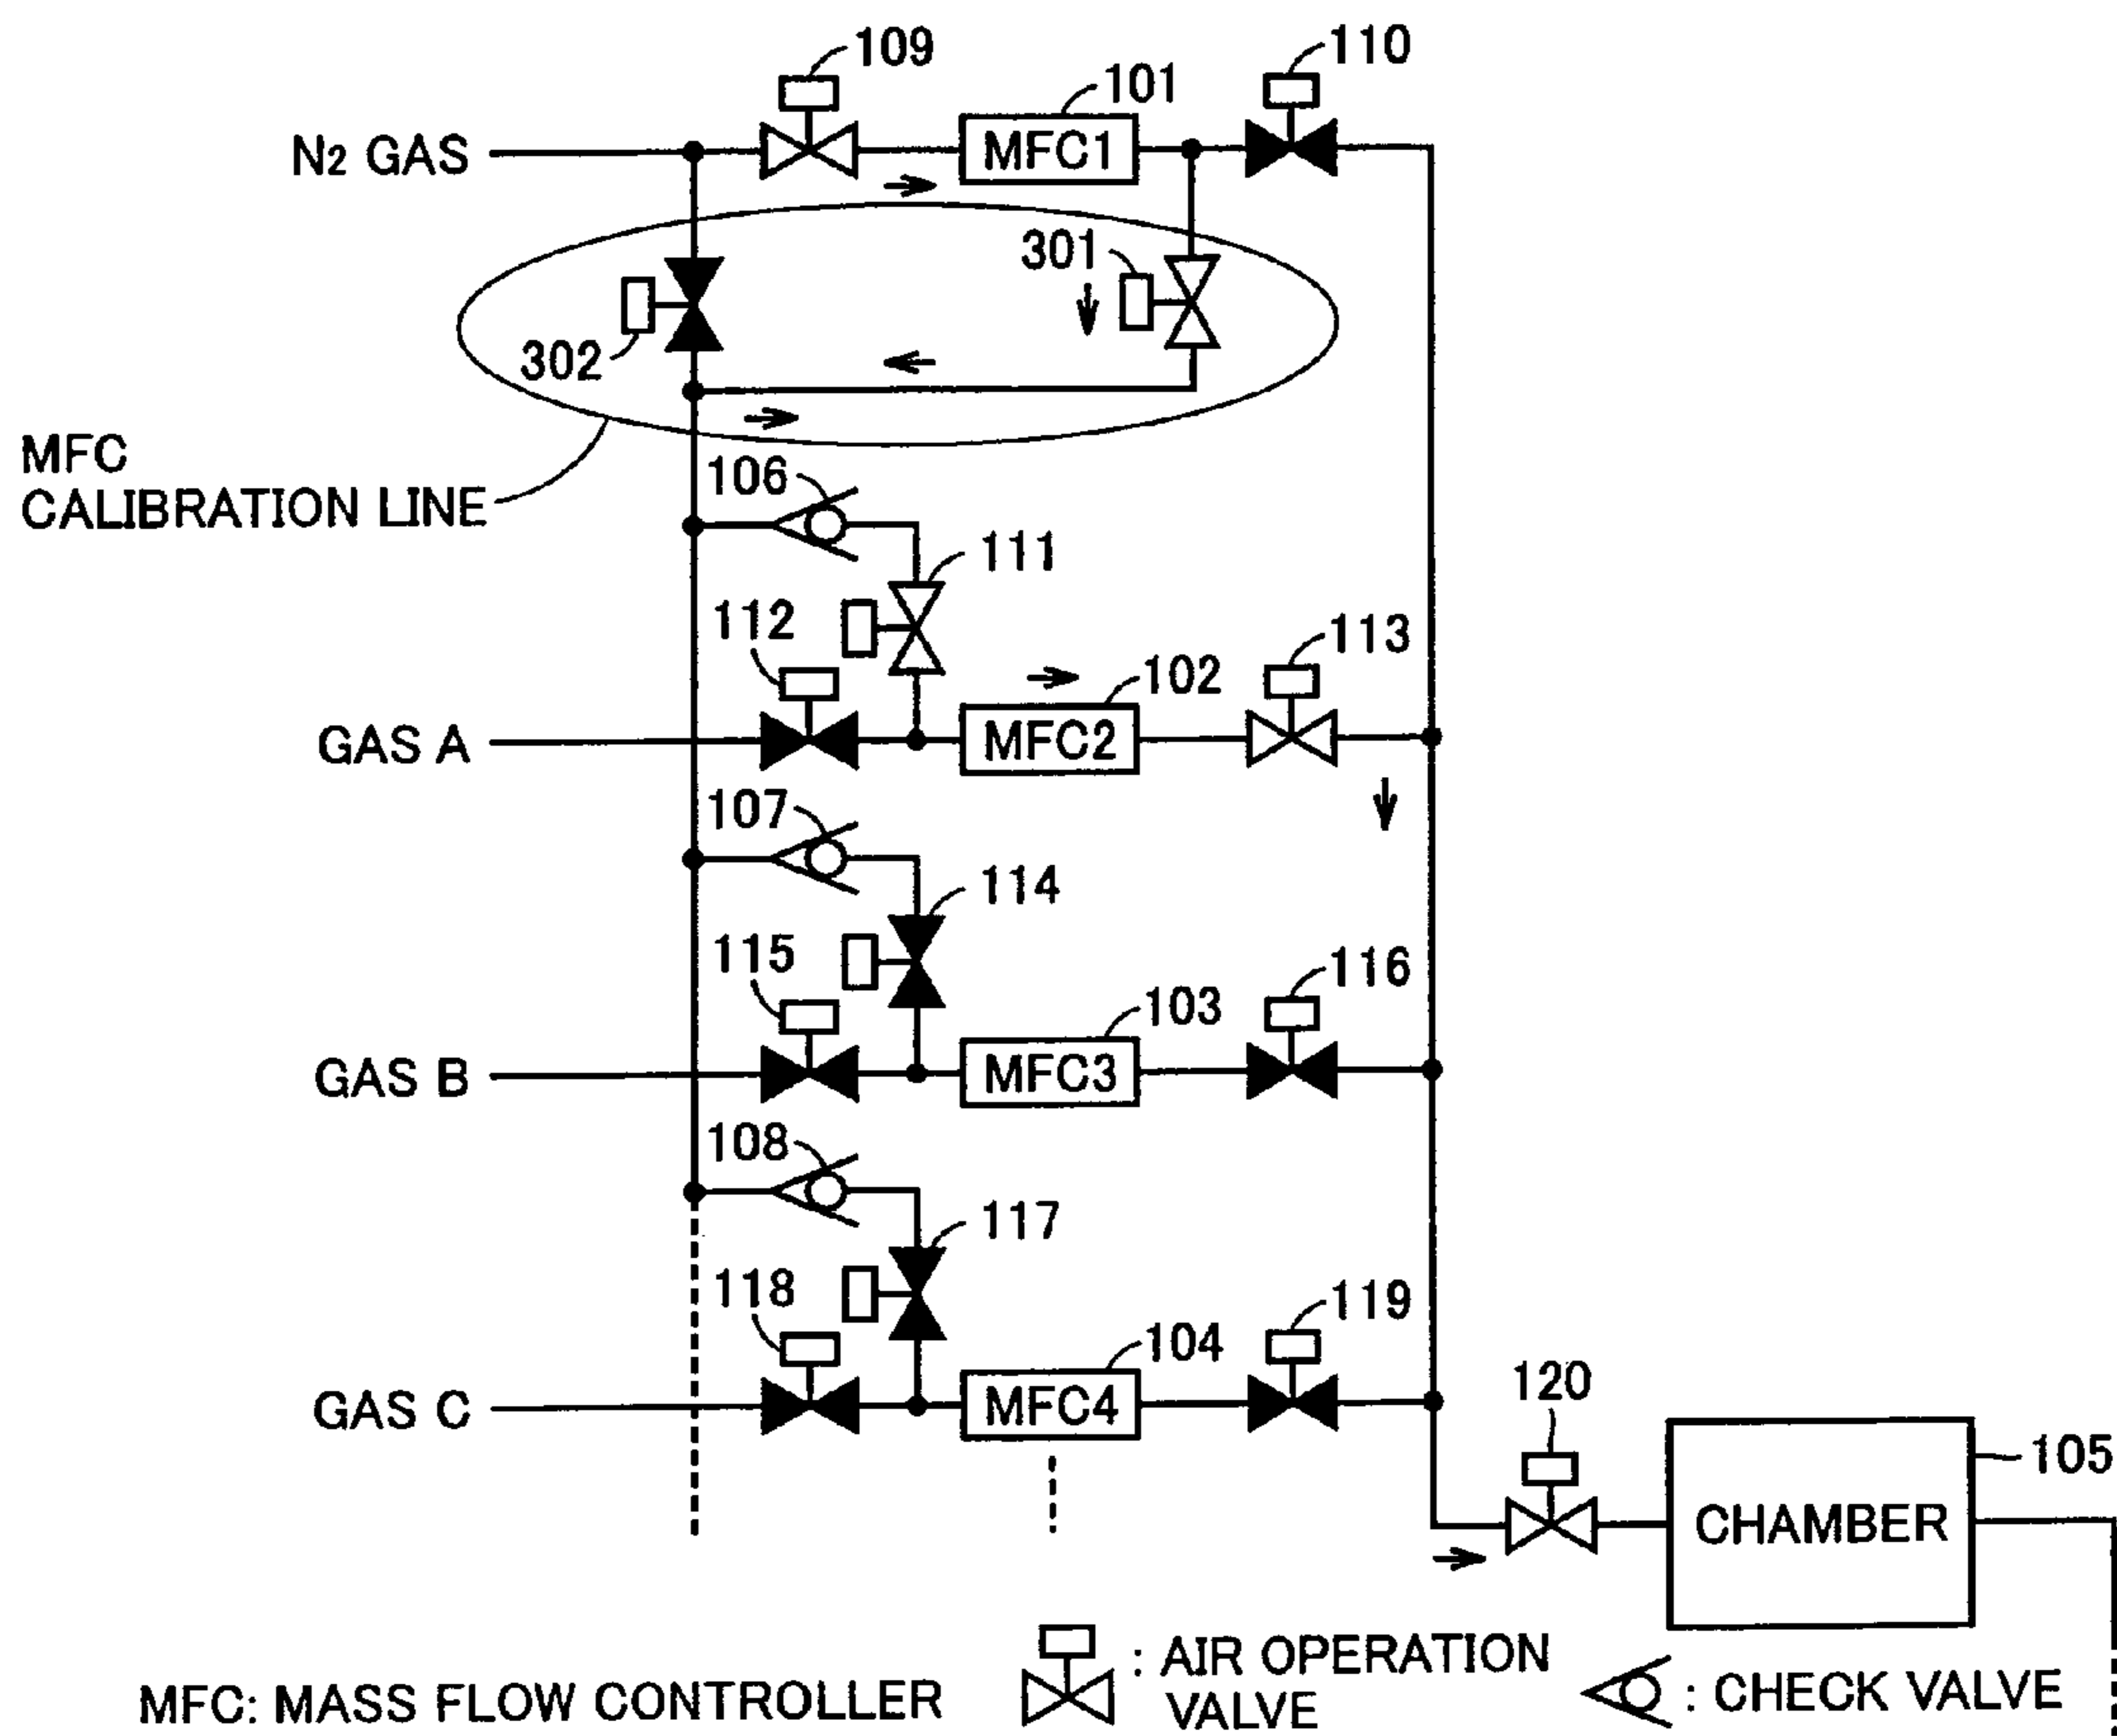 109
110
101
N2 GAS
MFC1
301
302
MFC
CALIBRATION LINE
106
111
112
113
102
GAS A
MFC2
107
114
115
116
103
GAS B
MFC3
108
117
118
119
104
120
GAS C
MFC4
105
CHAMBER
MFC: MASS FLOW CONTROLLER
: AIR OPERATION
VALVE
: CHECK VALVE